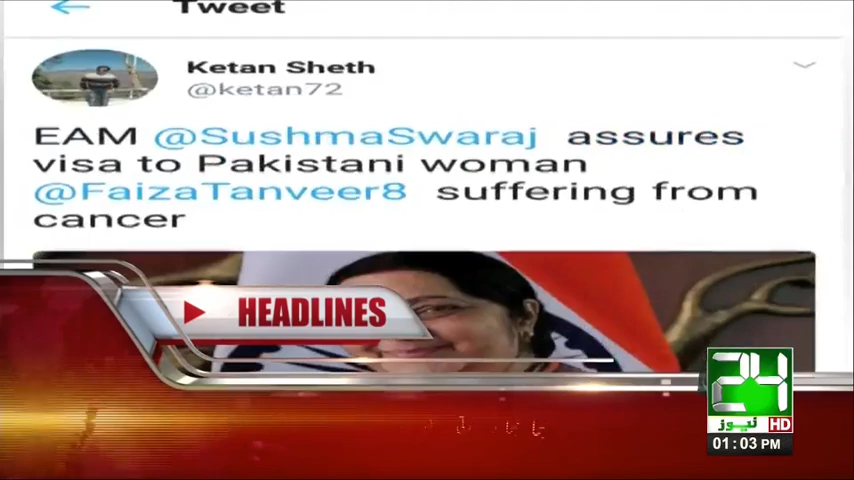 Tweet
Ketan Sheth
@ketan72
EAM @SushmaSwaraj assures
visa to Pakistani woman
@FaizaTanveer8 suffering from
cancer
HEADLINES
24
نیوز HD
01:03 PM